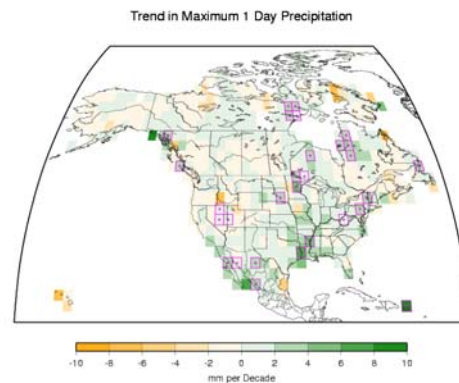 Trend in Maximum 1 Day Precipitation
-10 -8 -6 -4 -2 0 2 4 6 8 10
mm per Decade